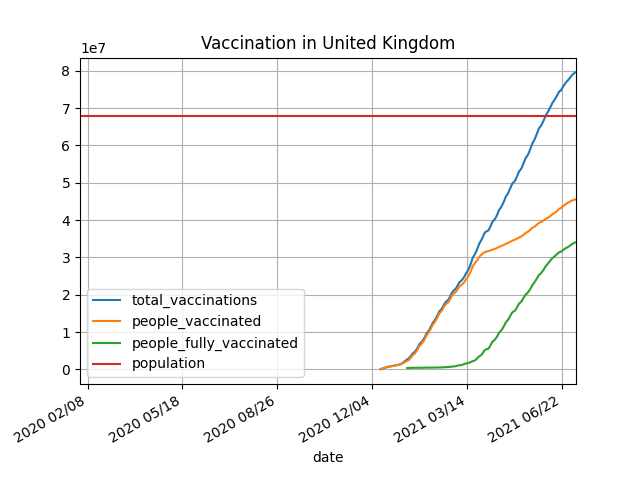 Vaccination in United Kingdom
1e7
8
7
6
5
4
3
2
1
0
total_vaccinations
people_vaccinated
people_fully_vaccinated
population
2020 02/08
2020 05/18
2020 08/26
2020 12/04
2021 03/14
2021 06/22
date